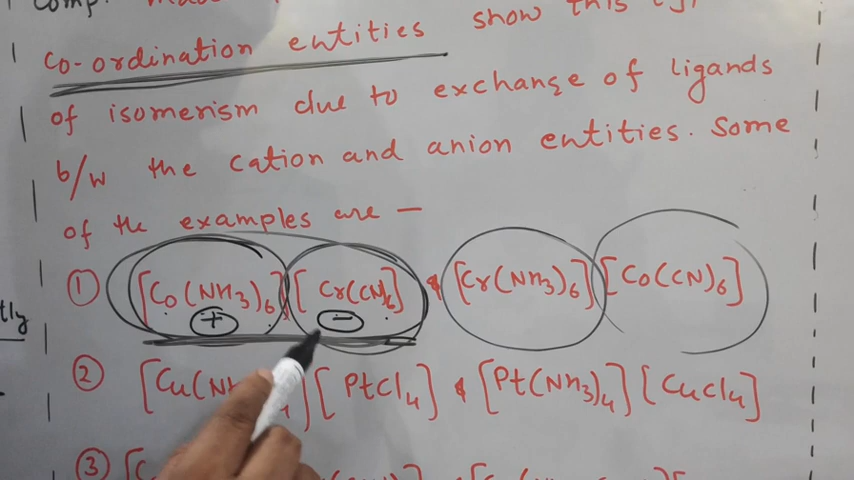 Comp.
co-ordination entities show this
of isomerism due to exchange of ligands
b/w the cation and anion entities. Some
of the examples are —
① [Co(NH3)6][Cr(CN)6] & [Cr(NH3)6][Co(CN)6]
+ −
② [Cu(NH 4][PtCl4] & [Pt(NH3)4][CuCl4]
③